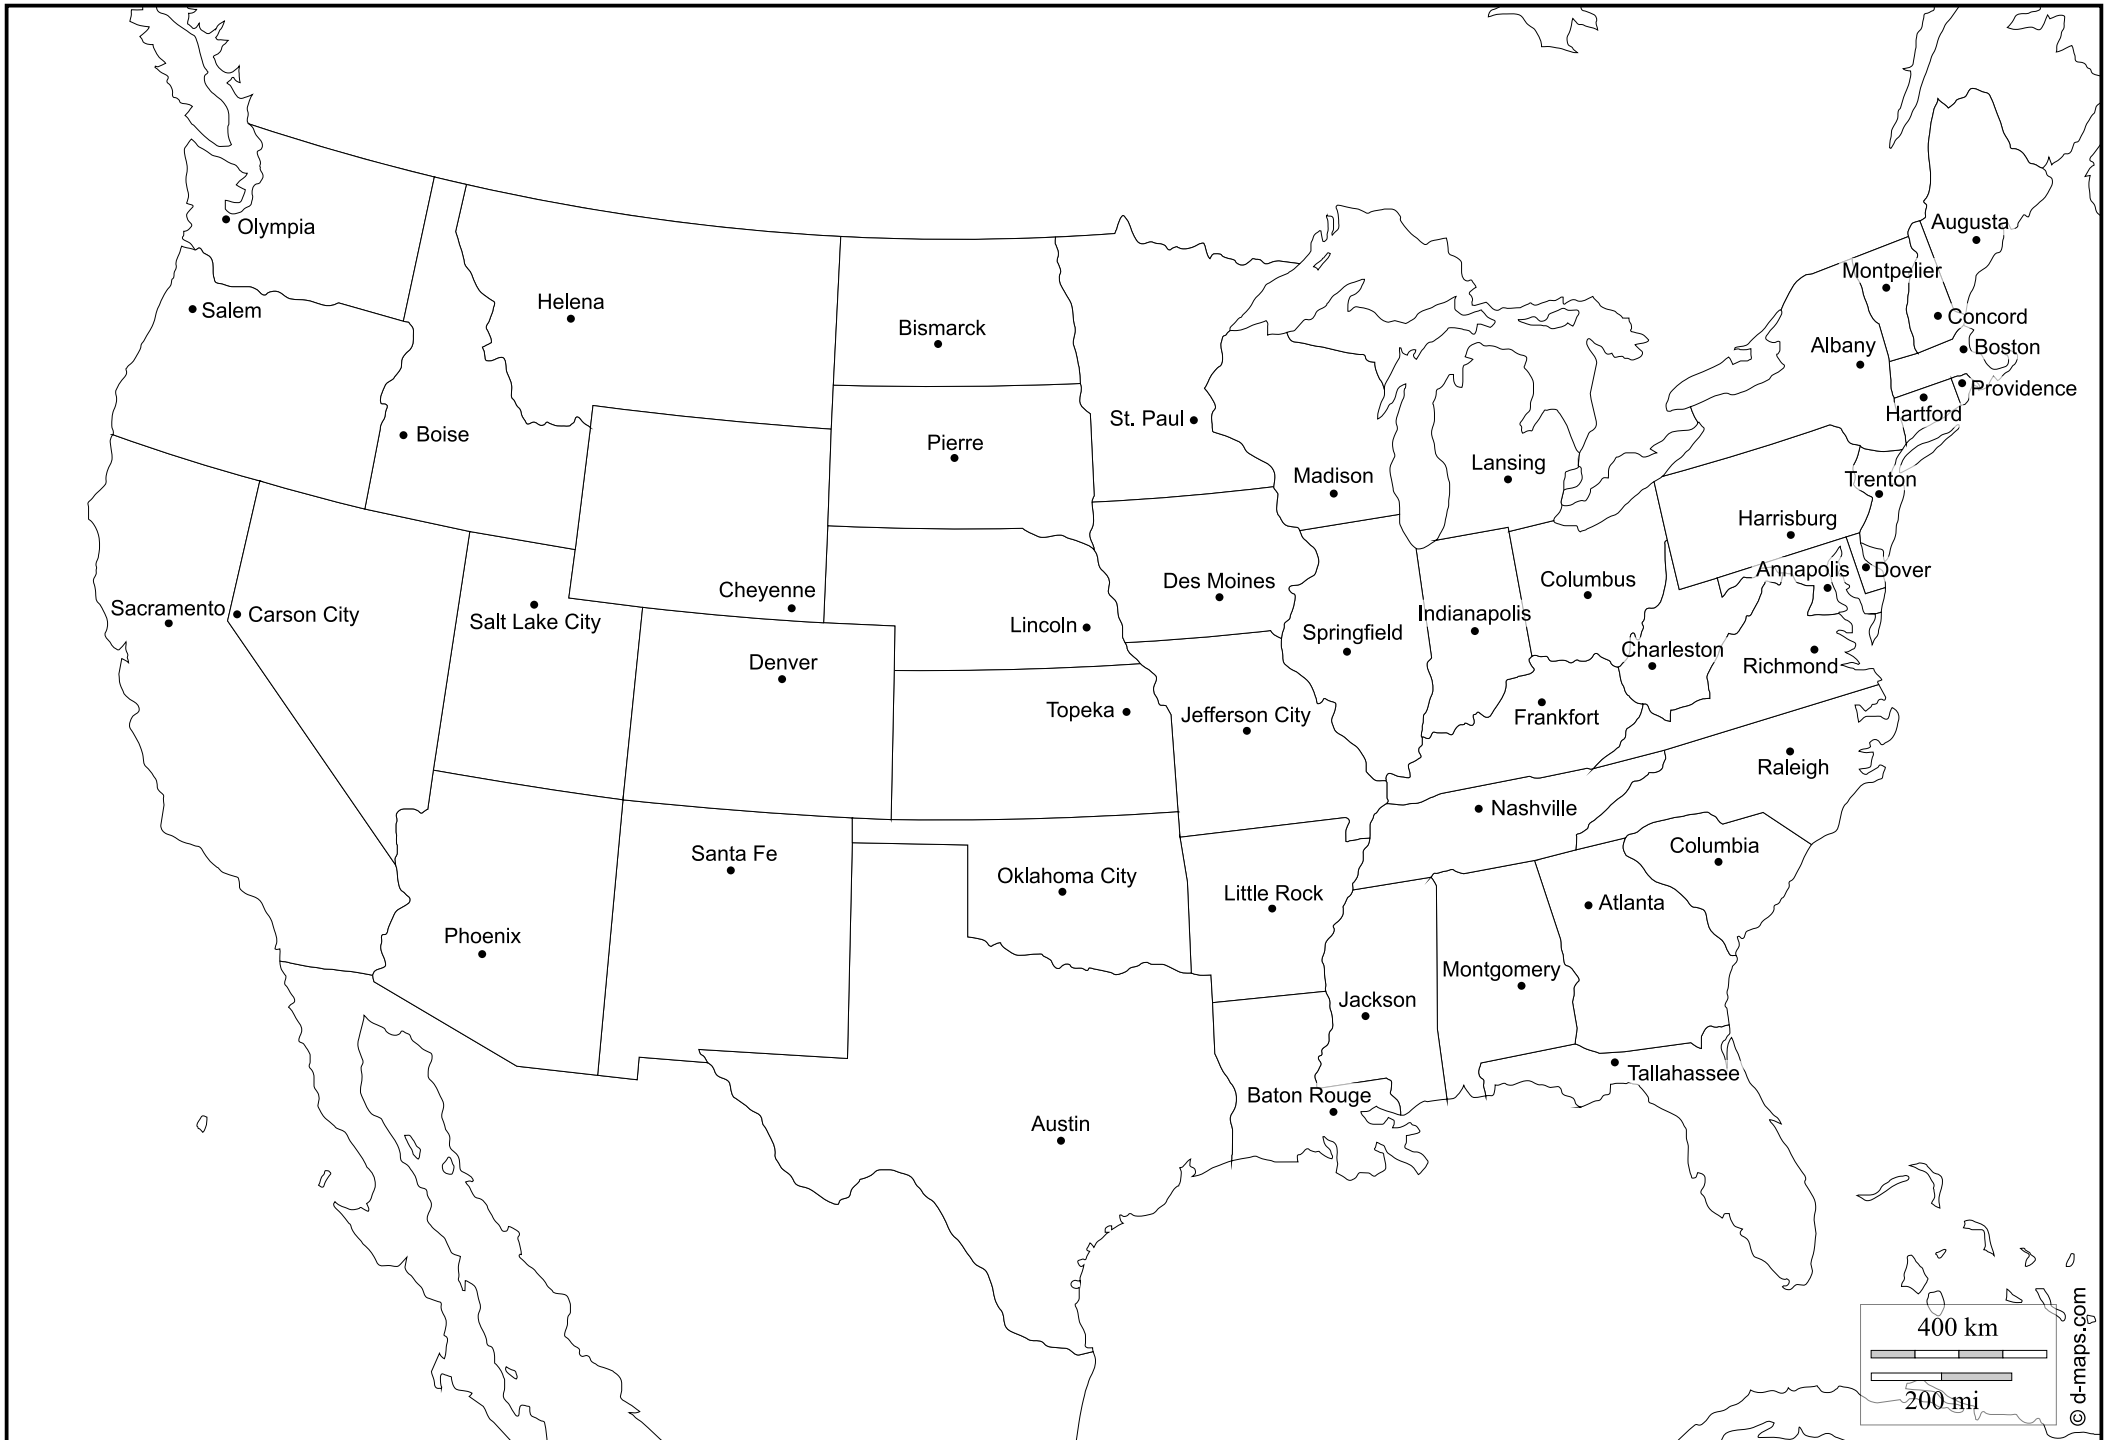 Augusta
Olympia
Montpelier
Helena
Salem
Concord
Bismarck
Albany
Boston
Providence
Hartford
St. Paul
Boise
Pierre
Lansing
Madison
Trenton
Harrisburg
Annapolis
Dover
Des Moines
Columbus
Cheyenne
Sacramento
Carson City
Salt Lake City
Lincoln
Indianapolis
Springfield
Charleston
Richmond
Denver
Topeka
Jefferson City
Frankfort
Raleigh
Nashville
Santa Fe
Columbia
Oklahoma City
Little Rock
Atlanta
Phoenix
Montgomery
Jackson
Tallahassee
Baton Rouge
Austin
400 km
200 mi
© d-maps.com